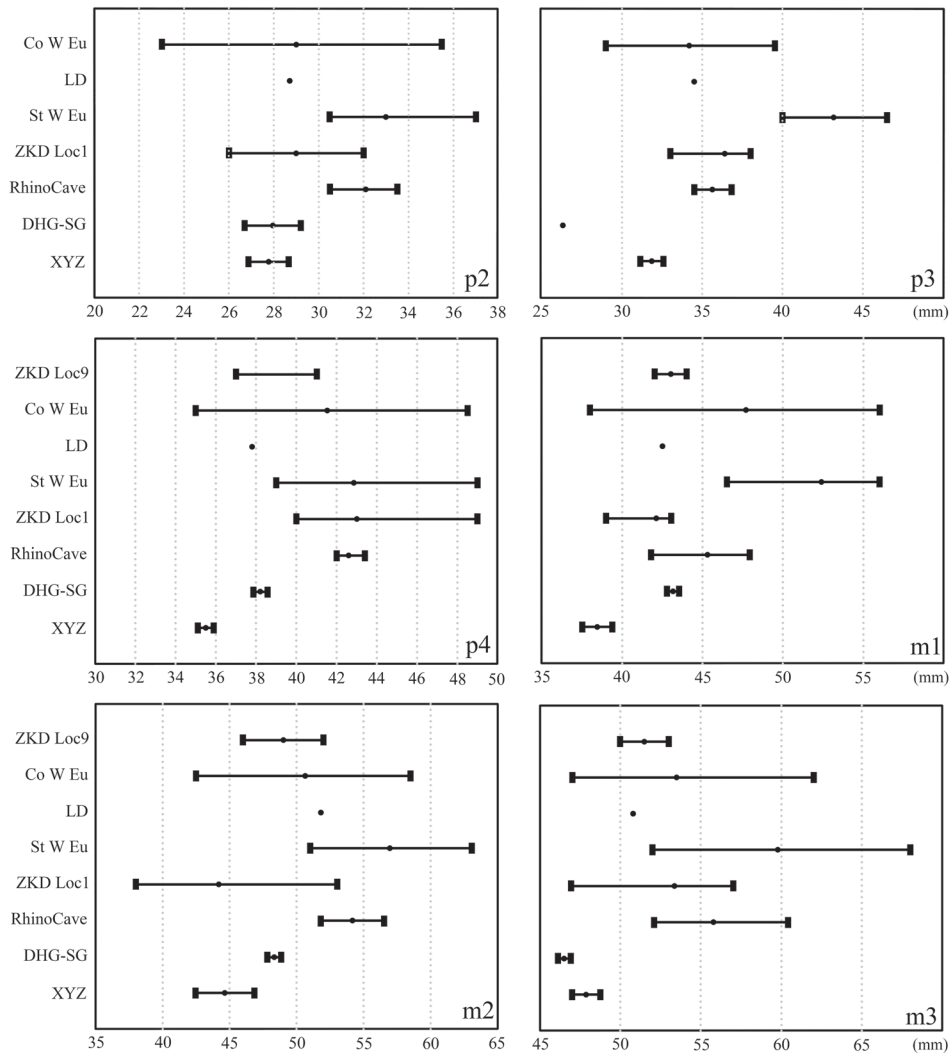 Co W Eu
LD
St W Eu
ZKD Loc1
RhinoCave
DHG-SG
XYZ
p2
p3
20 22 24 26 28 30 32 34 36 38
25 30 35 40 45 (mm)
ZKD Loc9
Co W Eu
LD
St W Eu
ZKD Loc1
RhinoCave
DHG-SG
XYZ
p4
m1
30 32 34 36 38 40 42 44 46 48 50
35 40 45 50 55 (mm)
ZKD Loc9
Co W Eu
LD
St W Eu
ZKD Loc1
RhinoCave
DHG-SG
XYZ
m2
m3
35 40 45 50 55 60 65
45 50 55 60 65 (mm)